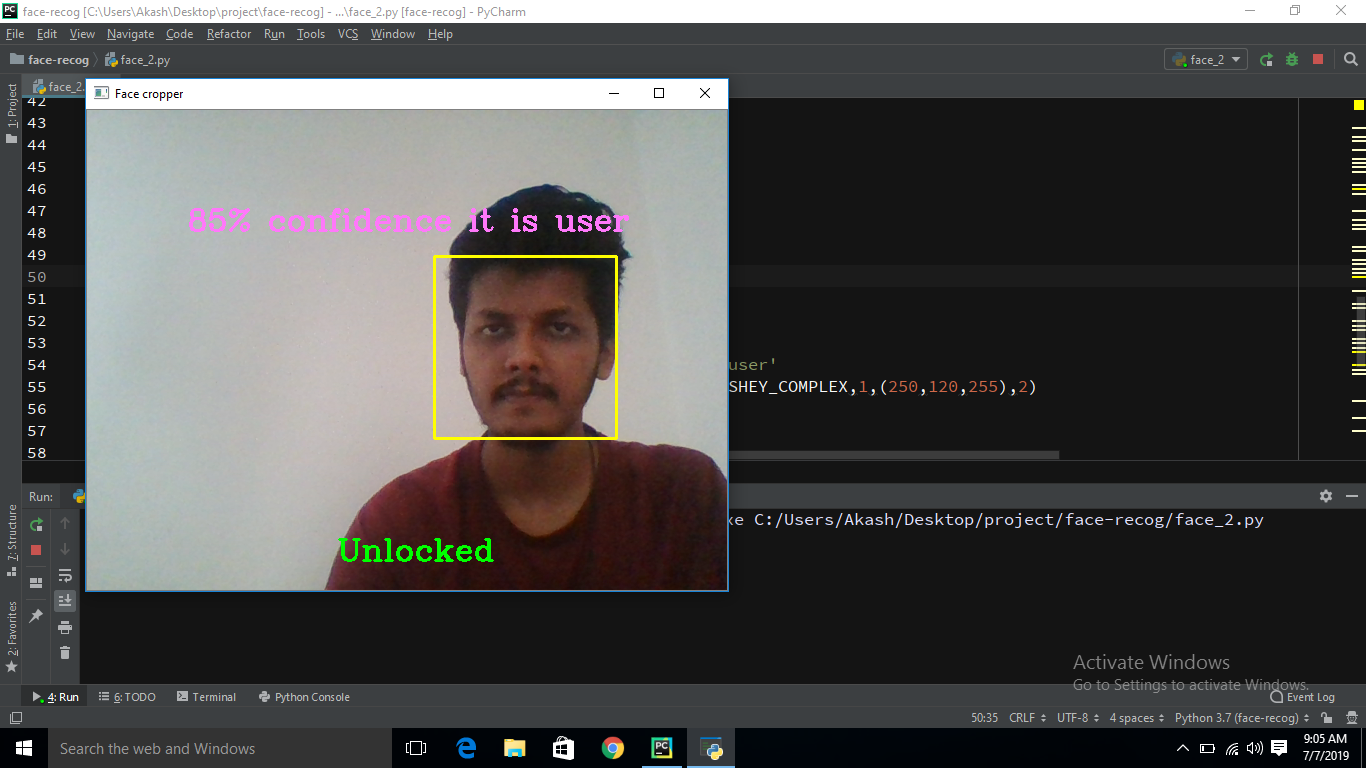 face-recog [C:\Users\Akash\Desktop\project\face-recog] - ...\face_2.py [face-recog] - PyCharm
File Edit View Navigate Code Refactor Run Tools VCS Window Help
face-recog face_2.py face_2
1: Project
face_2.
Face cropper
42
43
44
45
46
47
48
49
50
51
52
53
54 user'
55 SHEY_COMPLEX,1,(250,120,255),2)
56
57
58
85% confidence it is user
Unlocked
Run:
xe C:/Users/Akash/Desktop/project/face-recog/face_2.py
7: Structure
2: Favorites
Activate Windows
Go to Settings to activate Windows.
4: Run 6: TODO Terminal Python Console Event Log
50:35 CRLF UTF-8 4 spaces Python 3.7 (face-recog)
Search the web and Windows
9:05 AM
7/7/2019